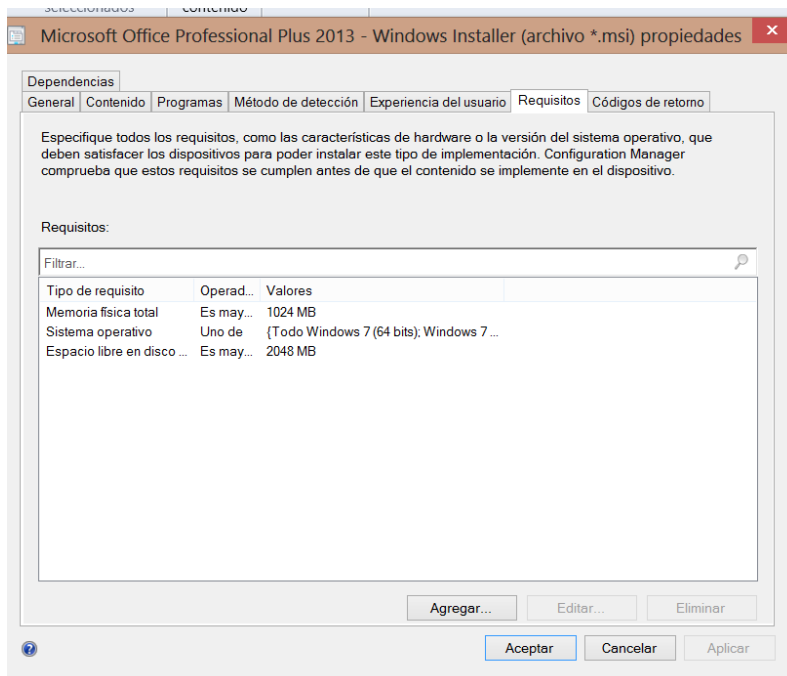 seleccionados contenido
Microsoft Office Professional Plus 2013 - Windows Installer (archivo *.msi) propiedades
Dependencias
General Contenido Programas Método de detección Experiencia del usuario Requisitos Códigos de retorno
Especifique todos los requisitos, como las características de hardware o la versión del sistema operativo, que
deben satisfacer los dispositivos para poder instalar este tipo de implementación. Configuration Manager
comprueba que estos requisitos se cumplen antes de que el contenido se implemente en el dispositivo.
Requisitos:
Filtrar...
Tipo de requisito Operad... Valores
Memoria física total Es may... 1024 MB
Sistema operativo Uno de {Todo Windows 7 (64 bits); Windows 7 ...
Espacio libre en disco ... Es may... 2048 MB
Agregar... Editar... Eliminar
Aceptar Cancelar Aplicar